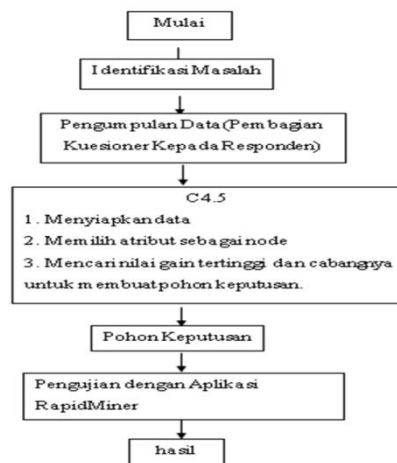 Mulai
Identifikasi Masalah
Pengumpulan Data (Pembagian
Kuesioner Kepada Responden)
C4.5
1. Menyiapkan data
2. Memilih atribut sebagai node
3. Mencari nilai gain tertinggi dan cabangnya
untuk membuat pohon keputusan.
Pohon Keputusan
Pengujian dengan Aplikasi
RapidMiner
hasil